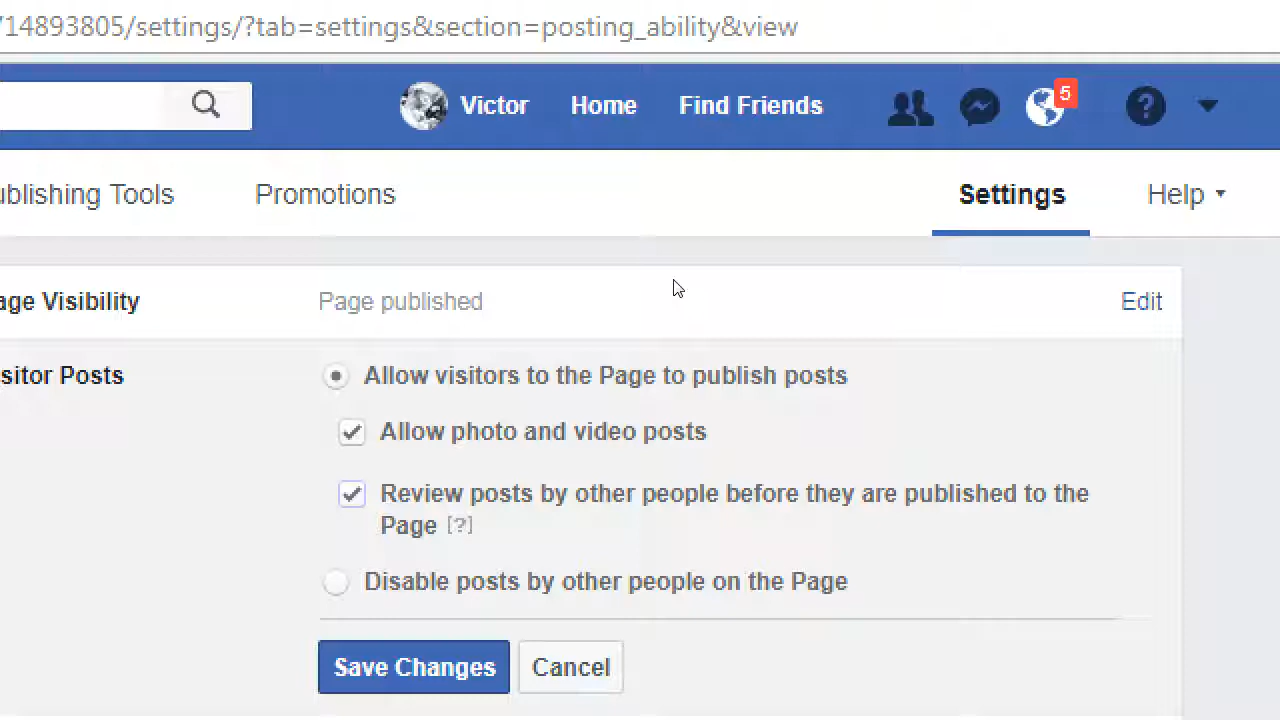 714893805/settings/?tab=settings&section=posting_ability&view
Victor Home Find Friends 5 ?
ublishing Tools Promotions Settings Help
age Visibility Page published Edit
sitor Posts Allow visitors to the Page to publish posts
Allow photo and video posts
Review posts by other people before they are published to the
Page [?]
Disable posts by other people on the Page
Save Changes Cancel